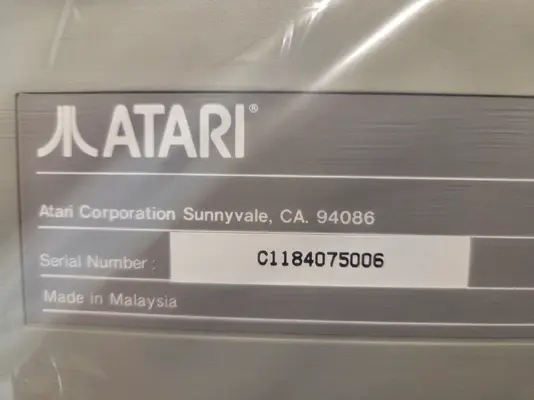 ATARI®
Atari Corporation Sunnyvale, CA. 94086
Serial Number: C1184075006
Made in Malaysia